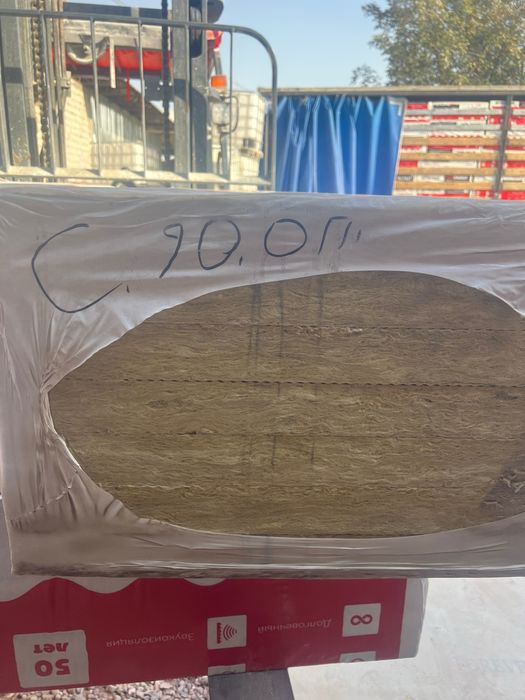 С. 90.0П.
Долговечный
Звукоизоляция
50
лет